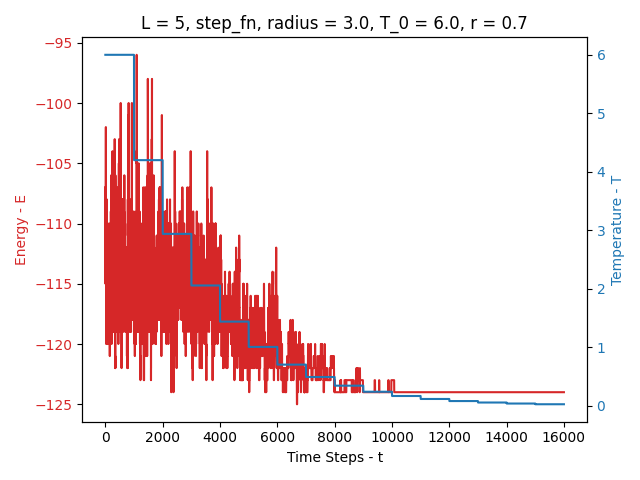 L = 5, step_fn, radius = 3.0, T_0 = 6.0, r = 0.7
Energy - E
−95
−100
−105
−110
−115
−120
−125
6
5
4
3
2
1
0
Temperature - T
0 2000 4000 6000 8000 10000 12000 14000 16000
Time Steps - t